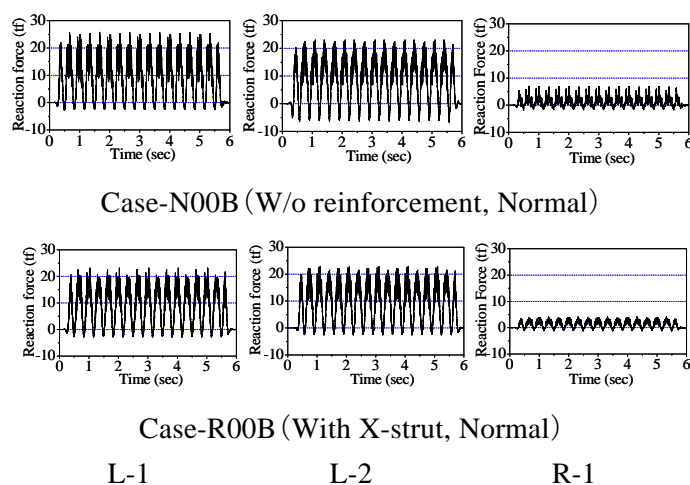 30
20
10
0
-10
Reaction force (tf)
0 1 2 3 4 5 6
Time (sec)
30
20
10
0
-10
Reaction force (tf)
0 1 2 3 4 5 6
Time (sec)
30
20
10
0
-10
Reaction Force (tf)
0 1 2 3 4 5 6
Time (sec)
Case-N00B（W/o reinforcement, Normal）
30
20
10
0
-10
Reaction force (tf)
0 1 2 3 4 5 6
Time (sec)
30
20
10
0
-10
Reaction force (tf)
0 1 2 3 4 5 6
Time (sec)
30
20
10
0
-10
Reaction Force (tf)
0 1 2 3 4 5 6
Time (sec)
Case-R00B（With X-strut, Normal）
L-1 L-2 R-1